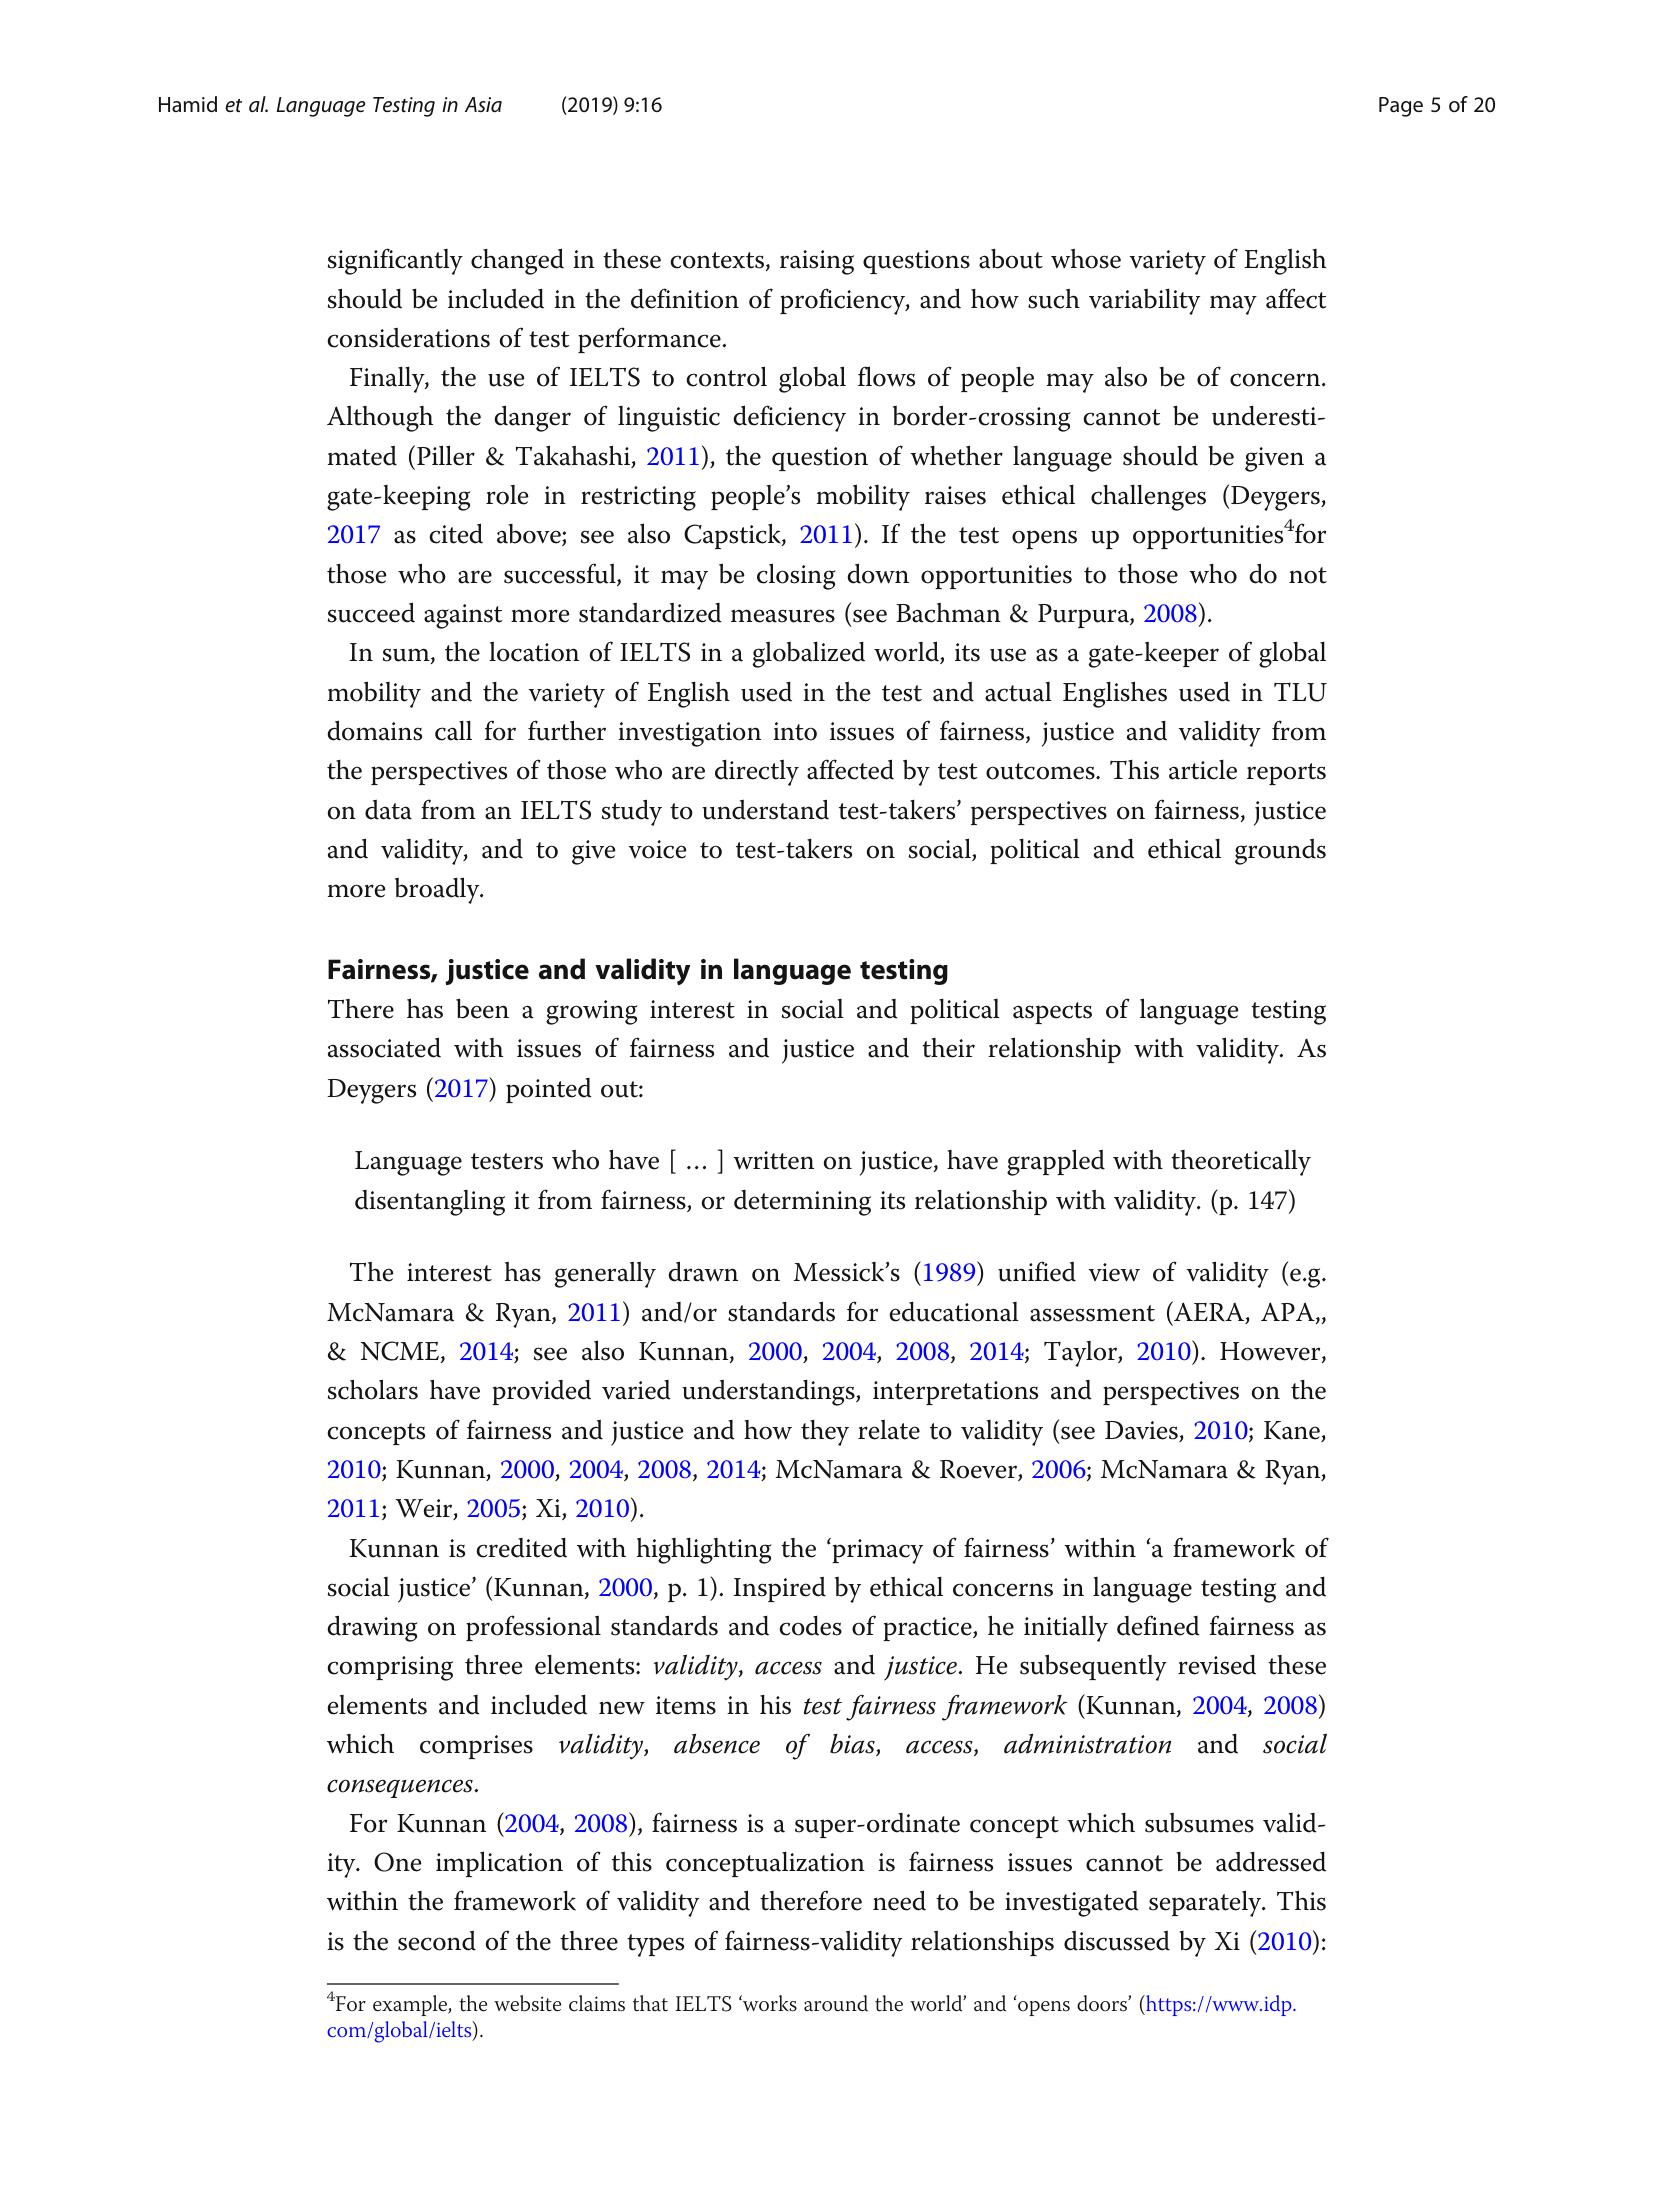 Hamid et al. Language Testing in Asia (2019) 9:16 Page 5 of 20
significantly changed in these contexts, raising questions about whose variety of English
should be included in the definition of proficiency, and how such variability may affect
considerations of test performance.
Finally, the use of IELTS to control global flows of people may also be of concern.
Although the danger of linguistic deficiency in border-crossing cannot be underesti-
mated (Piller & Takahashi, 2011), the question of whether language should be given a
gate-keeping role in restricting people’s mobility raises ethical challenges (Deygers,
2017 as cited above; see also Capstick, 2011). If the test opens up opportunities4for
those who are successful, it may be closing down opportunities to those who do not
succeed against more standardized measures (see Bachman & Purpura, 2008).
In sum, the location of IELTS in a globalized world, its use as a gate-keeper of global
mobility and the variety of English used in the test and actual Englishes used in TLU
domains call for further investigation into issues of fairness, justice and validity from
the perspectives of those who are directly affected by test outcomes. This article reports
on data from an IELTS study to understand test-takers’ perspectives on fairness, justice
and validity, and to give voice to test-takers on social, political and ethical grounds
more broadly.
Fairness, justice and validity in language testing
There has been a growing interest in social and political aspects of language testing
associated with issues of fairness and justice and their relationship with validity. As
Deygers (2017) pointed out:
Language testers who have [ … ] written on justice, have grappled with theoretically
disentangling it from fairness, or determining its relationship with validity. (p. 147)
The interest has generally drawn on Messick’s (1989) unified view of validity (e.g.
McNamara & Ryan, 2011) and/or standards for educational assessment (AERA, APA,,
& NCME, 2014; see also Kunnan, 2000, 2004, 2008, 2014; Taylor, 2010). However,
scholars have provided varied understandings, interpretations and perspectives on the
concepts of fairness and justice and how they relate to validity (see Davies, 2010; Kane,
2010; Kunnan, 2000, 2004, 2008, 2014; McNamara & Roever, 2006; McNamara & Ryan,
2011; Weir, 2005; Xi, 2010).
Kunnan is credited with highlighting the ‘primacy of fairness’ within ‘a framework of
social justice’ (Kunnan, 2000, p. 1). Inspired by ethical concerns in language testing and
drawing on professional standards and codes of practice, he initially defined fairness as
comprising three elements: validity, access and justice. He subsequently revised these
elements and included new items in his test fairness framework (Kunnan, 2004, 2008)
which comprises validity, absence of bias, access, administration and social
consequences.
For Kunnan (2004, 2008), fairness is a super-ordinate concept which subsumes valid-
ity. One implication of this conceptualization is fairness issues cannot be addressed
within the framework of validity and therefore need to be investigated separately. This
is the second of the three types of fairness-validity relationships discussed by Xi (2010):
4For example, the website claims that IELTS ‘works around the world’ and ‘opens doors’ (https://www.idp.
com/global/ielts).